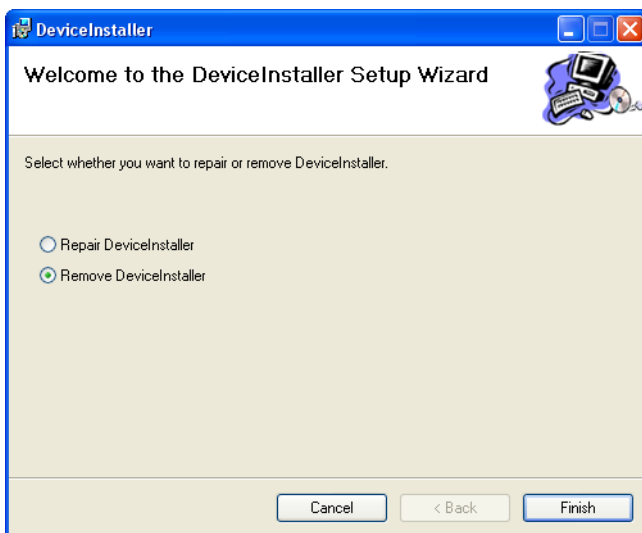 DeviceInstaller
Welcome to the DeviceInstaller Setup Wizard
Select whether you want to repair or remove DeviceInstaller.
Repair DeviceInstaller
Remove DeviceInstaller
Cancel
< Back
Finish